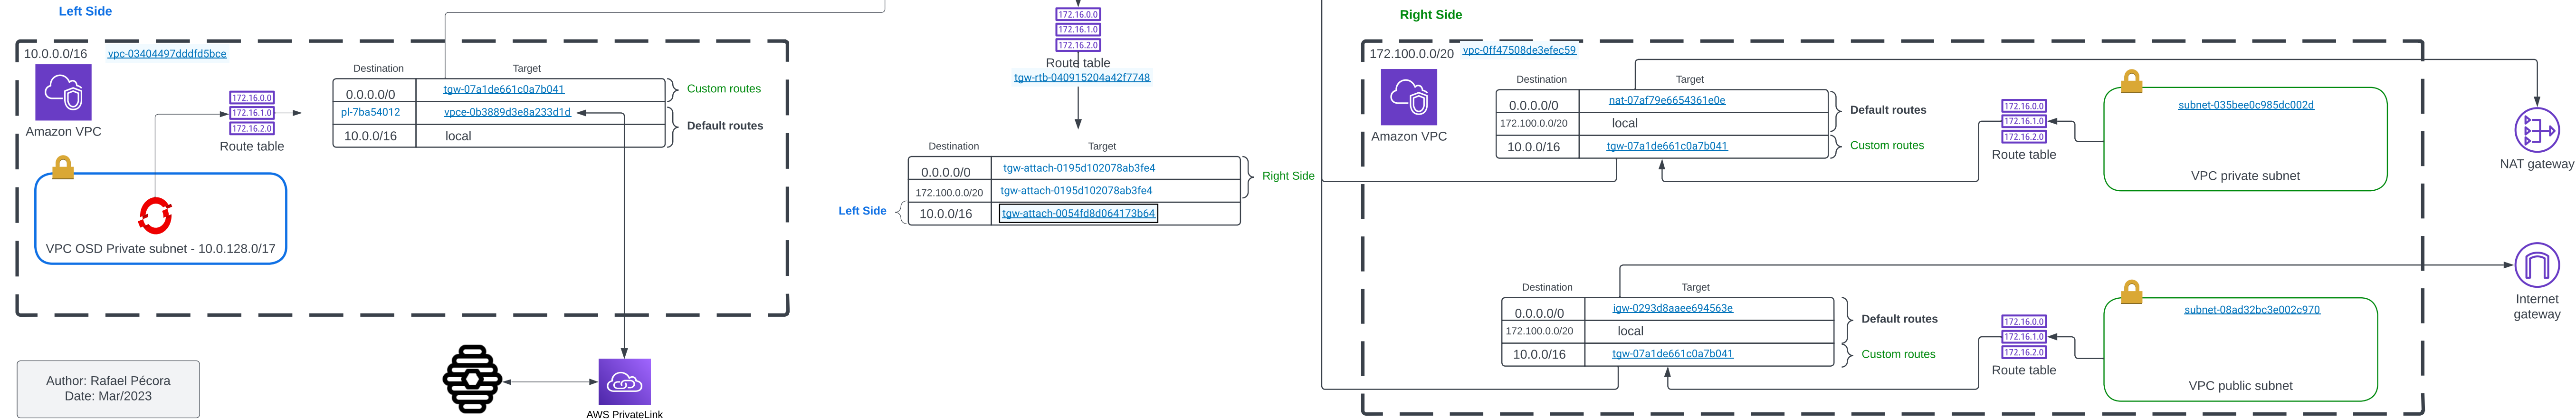 Left Side
10.0.0.0/16
vpc-03404497dddfd5bce
Amazon VPC
172.16.0.0
172.16.1.0
172.16.2.0
Route table
Destination Target
0.0.0.0/0 tgw-07a1de661c0a7b041
pl-7ba54012 vpce-0b3889d3e8a233d1d
10.0.0/16 local
Custom routes
Default routes
VPC OSD Private subnet - 10.0.128.0/17
Author: Rafael Pécora
Date: Mar/2023
AWS PrivateLink
172.16.0.0
172.16.1.0
172.16.2.0
Route table
tgw-rtb-040915204a42f7748
Destination Target
0.0.0.0/0 tgw-attach-0195d102078ab3fe4
172.100.0.0/20 tgw-attach-0195d102078ab3fe4
10.0.0/16 tgw-attach-0054fd8d064173b64
Right Side
Left Side
Right Side
172.100.0.0/20
vpc-0ff47508de3efec59
Amazon VPC
Destination Target
0.0.0.0/0 nat-07af79e6654361e0e
172.100.0.0/20 local
10.0.0/16 tgw-07a1de661c0a7b041
Default routes
Custom routes
172.16.0.0
172.16.1.0
172.16.2.0
Route table
subnet-035bee0c985dc002d
VPC private subnet
NAT gateway
Destination Target
0.0.0.0/0 igw-0293d8aaee694563e
172.100.0.0/20 local
10.0.0/16 tgw-07a1de661c0a7b041
Default routes
Custom routes
172.16.0.0
172.16.1.0
172.16.2.0
Route table
subnet-08ad32bc3e002c970
VPC public subnet
Internet
gateway